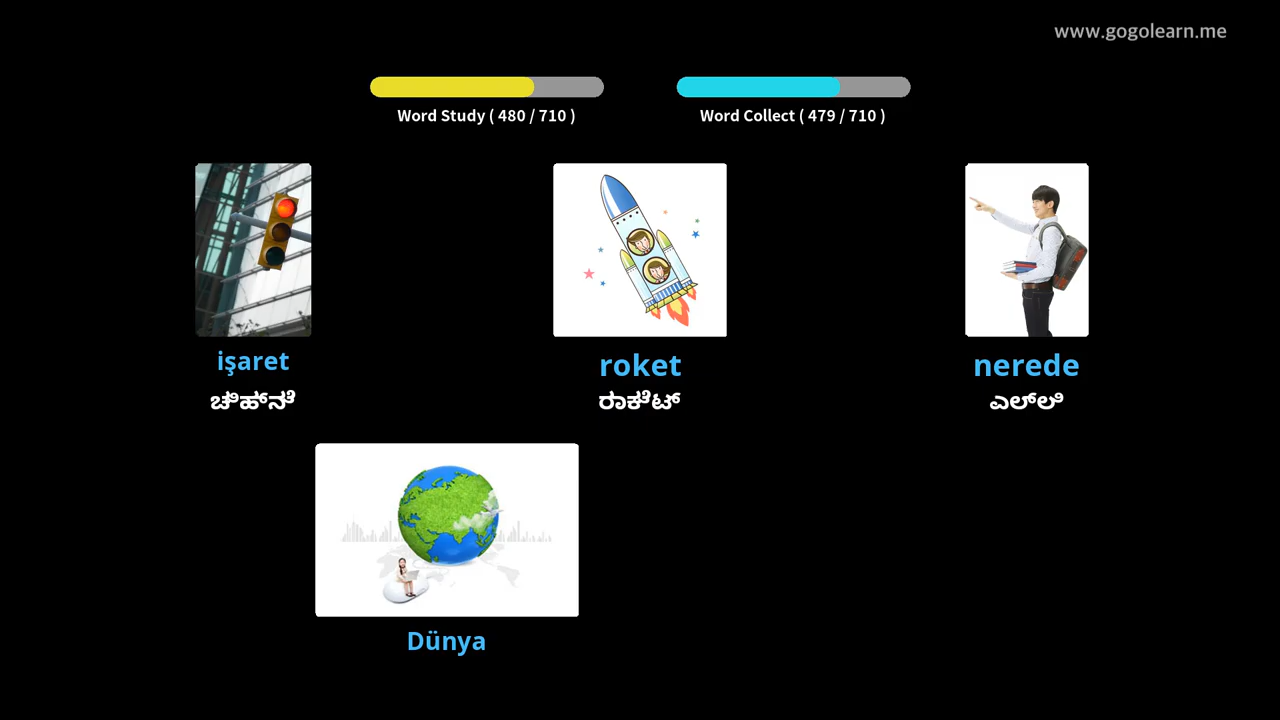 www.gogolearn.me
Word Study ( 480 / 710 )
Word Collect ( 479 / 710 )
işaret
roket
nerede
ಚಿಹ್ನೆ
ರಾಕೆಟ್
ಎಲ್ಲಿ
Dünya